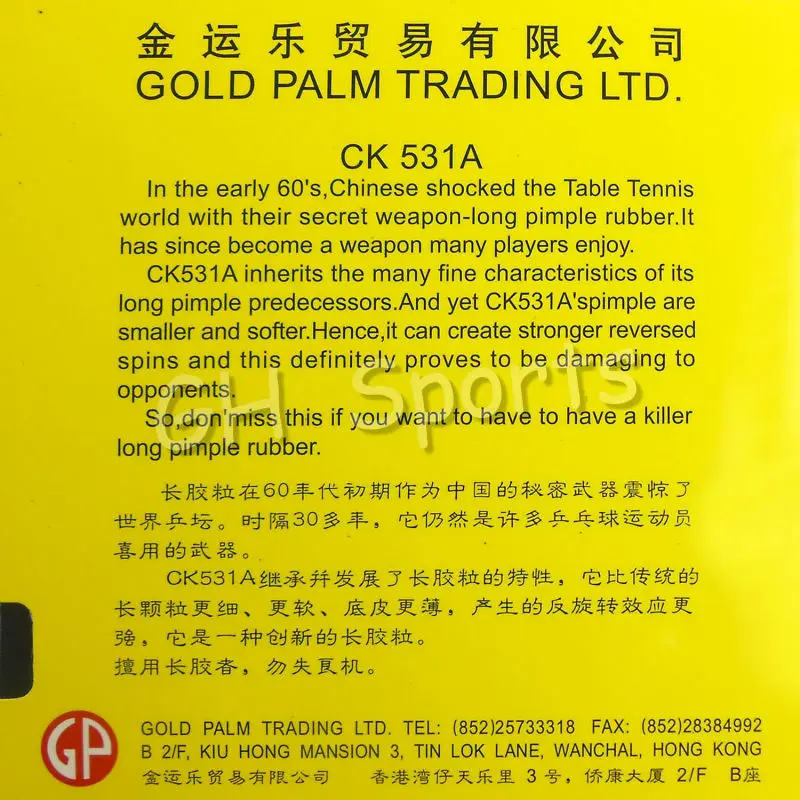 金运乐贸易有限公司
GOLD PALM TRADING LTD.
CK 531A
In the early 60's,Chinese shocked the Table Tennis
world with their secret weapon-long pimple rubber.It
has since become a weapon many players enjoy.
CK531A inherits the many fine characteristics of its
long pimple predecessors.And yet CK531A'spimple are
smaller and softer.Hence,it can create stronger reversed
spins and this definitely proves to be damaging to
opponents.
GH Sports
So,don'miss this if you want to have to have a killer
long pimple rubber.
长胶粒在60年代初期作为中国的秘密武器震惊了
世界乒坛。时隔30多年，它仍然是许多乒乓球运动员
喜用的武器。
CK531A继承并发展了长胶粒的特性，它比传统的
长颗粒更细、更软、底皮更薄，产生的反旋转效应更
强，它是一种创新的长胶粒。
擅用长胶者，勿失良机。
GP
GOLD PALM TRADING LTD. TEL: (852)25733318 FAX: (852)28384992
B 2/F, KIU HONG MANSION 3, TIN LOK LANE, WANCHAL, HONG KONG
金运乐贸易有限公司 香港湾仔天乐里 3 号，侨康大厦 2/F B座